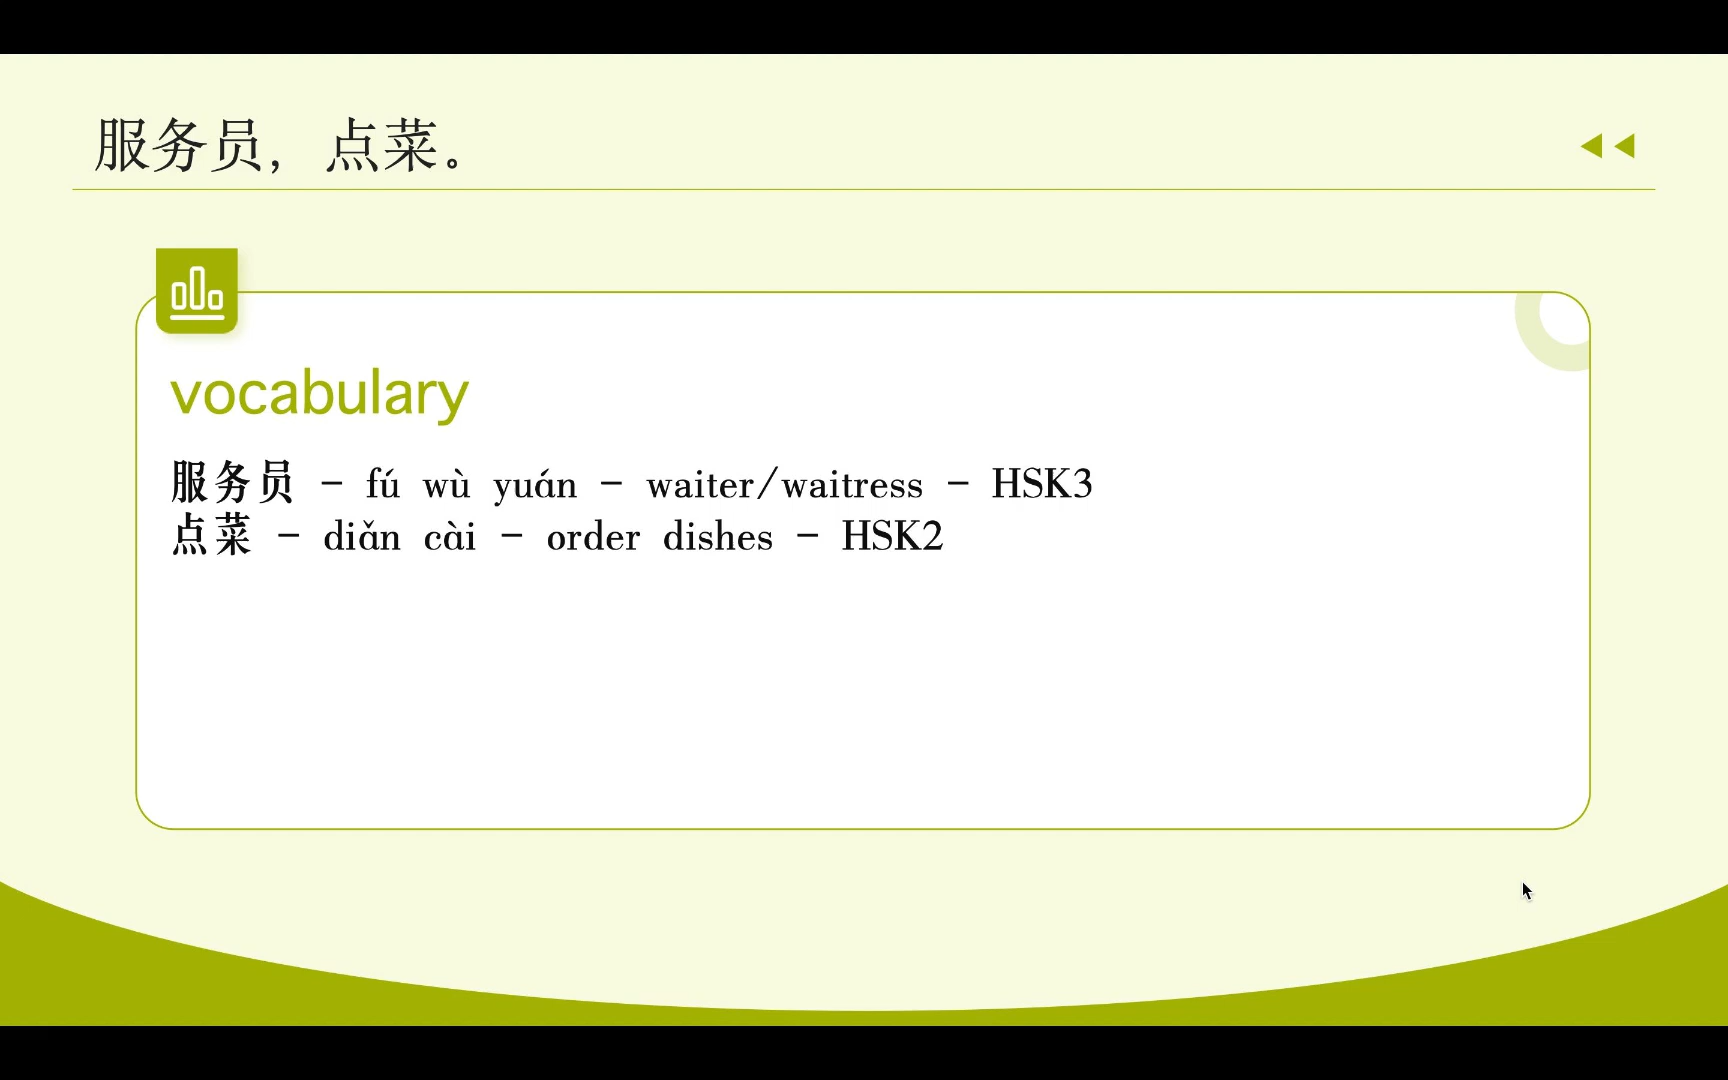 服务员，点菜。
vocabulary
服务员 - fú wù yuán - waiter/waitress - HSK3
点菜 - diǎn cài - order dishes - HSK2